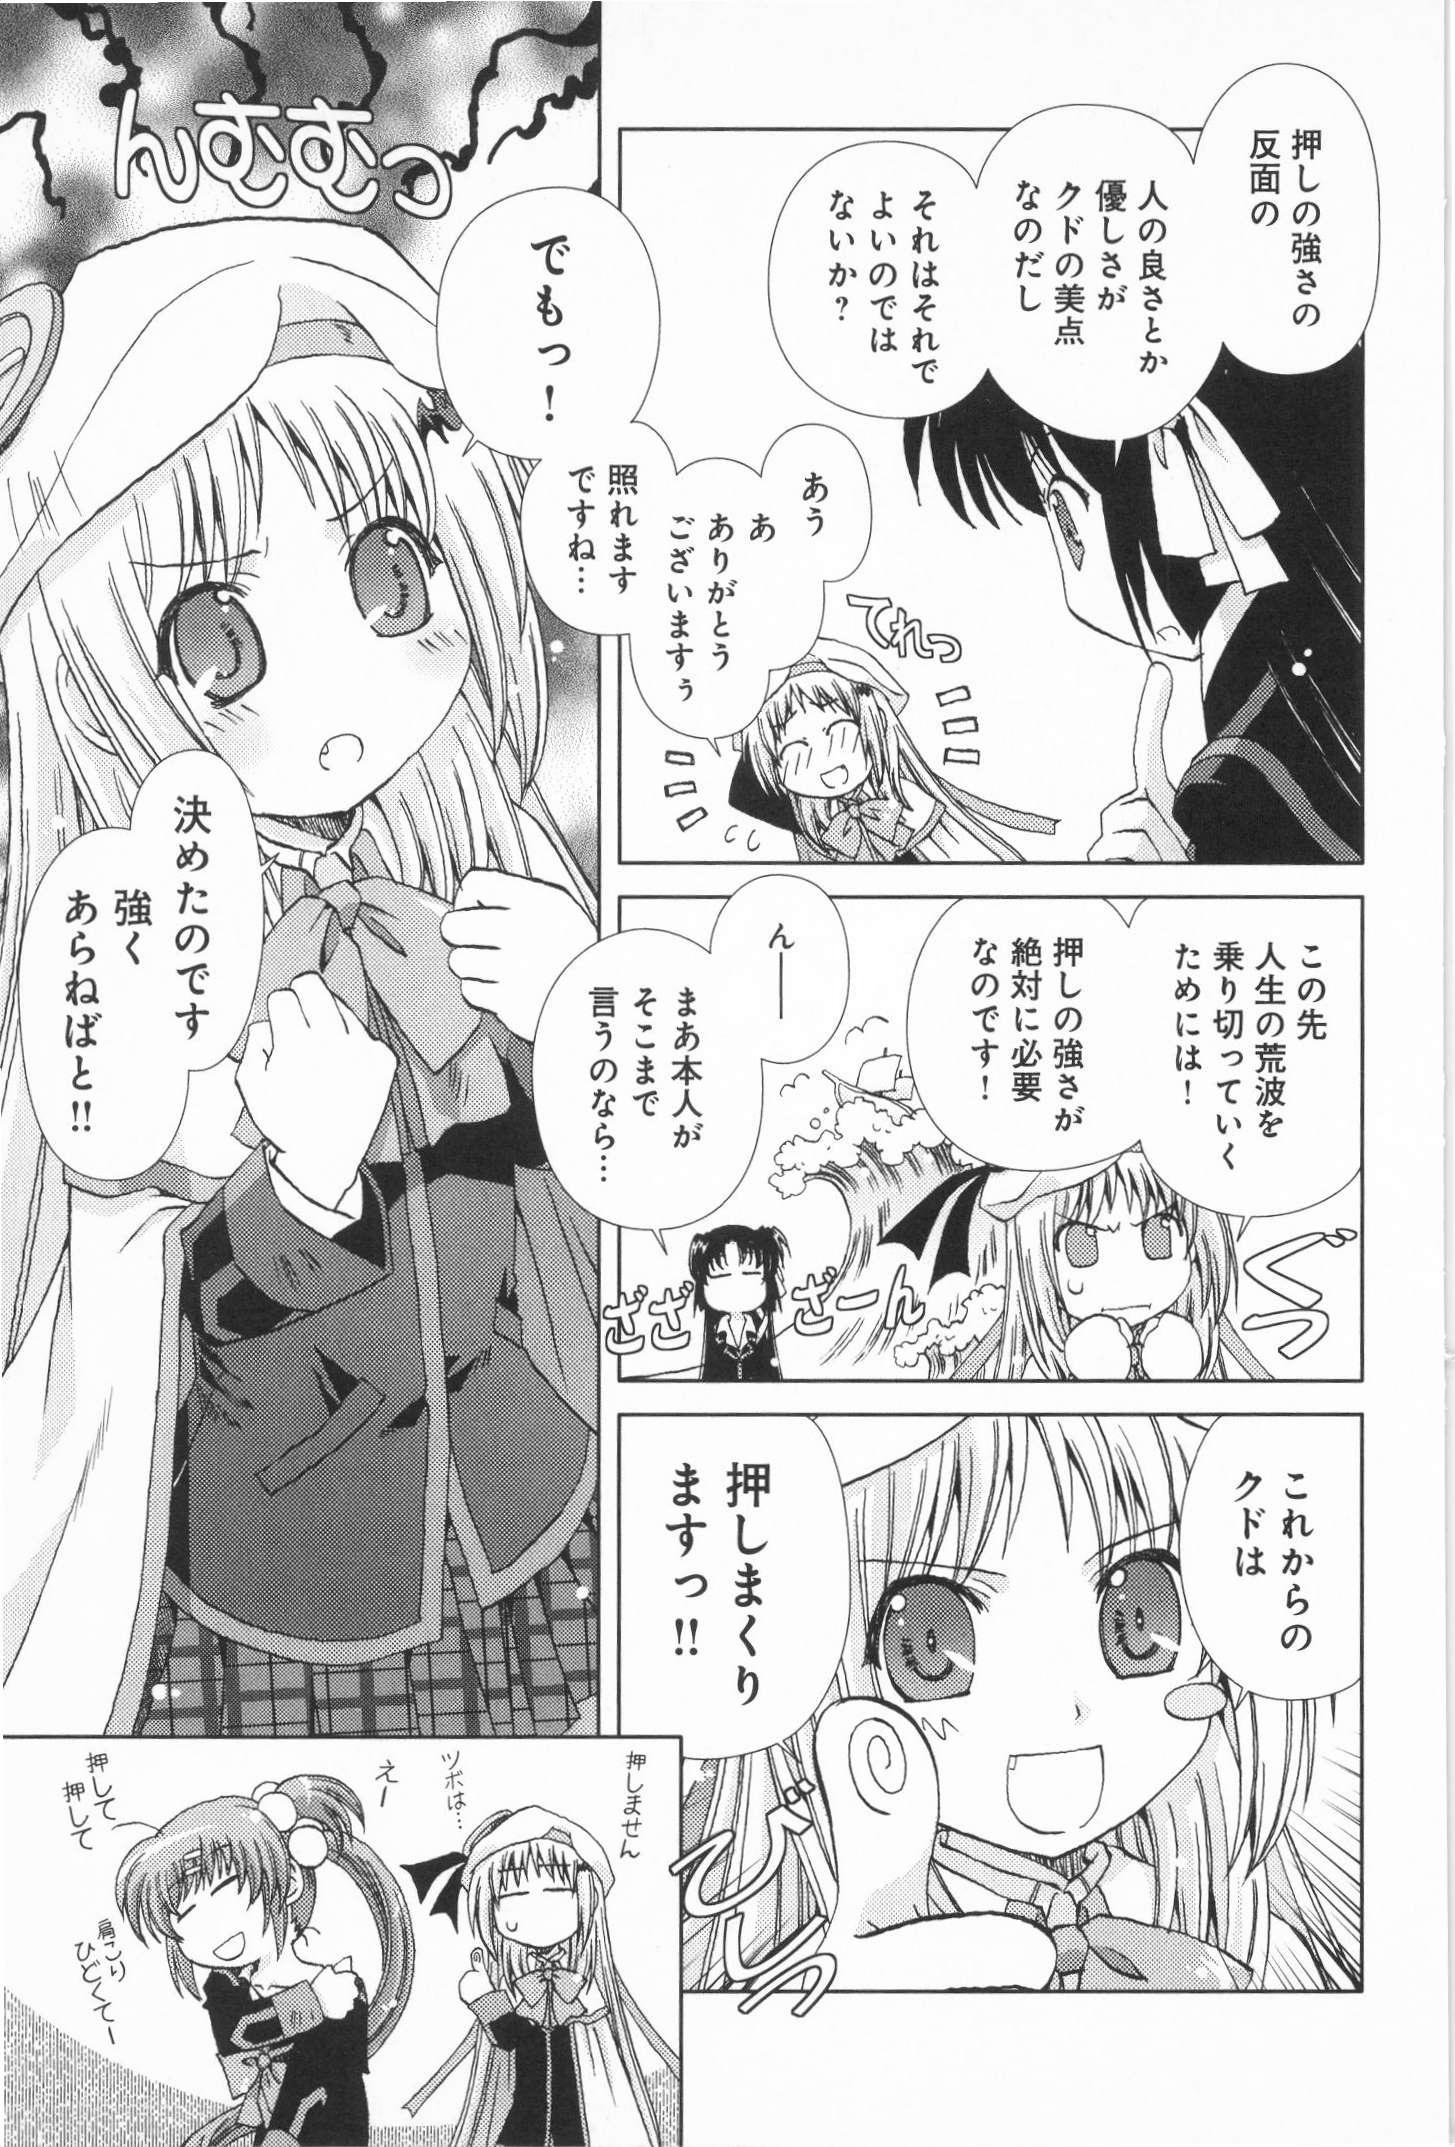 押しの強さの
反面の
人の良さとか
優しさが
クドの美点
なのだし
それはそれで
よいのでは
ないか?
あう
あ
ありがとう
ございますぅ
照れます
ですね…
てれっ
でもっ!
んむむっ
決めたのです
強く
あらねばと!!
この先
人生の荒波を
乗り切っていく
ためには!
押しの強さが
絶対に必要
なのです!
ぐっ
ざざざ
ざーん
んー
まあ本人が
そこまで
言うのなら…
これからの
クドは
押しまくり
ますっ!!
びしっ
押しません
ツボは…
えー
押して
押して
肩こり
ひどくてー